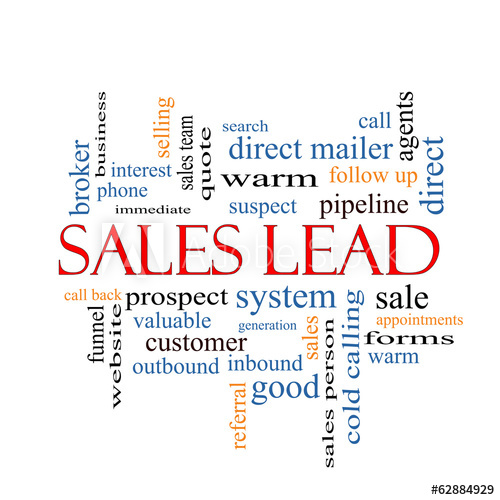 business
selling
sales team
quote
search
call
agents
direct mailer
broker
interest
phone
immediate
warm
follow up
direct
suspect
pipeline
SALES LEAD
Adobe Stock
call back
prospect
system
sale
funnel
website
valuable
generation
sales
appointments
customer
forms
outbound
inbound
warm
referral
good
sales person
cold calling
#62884929